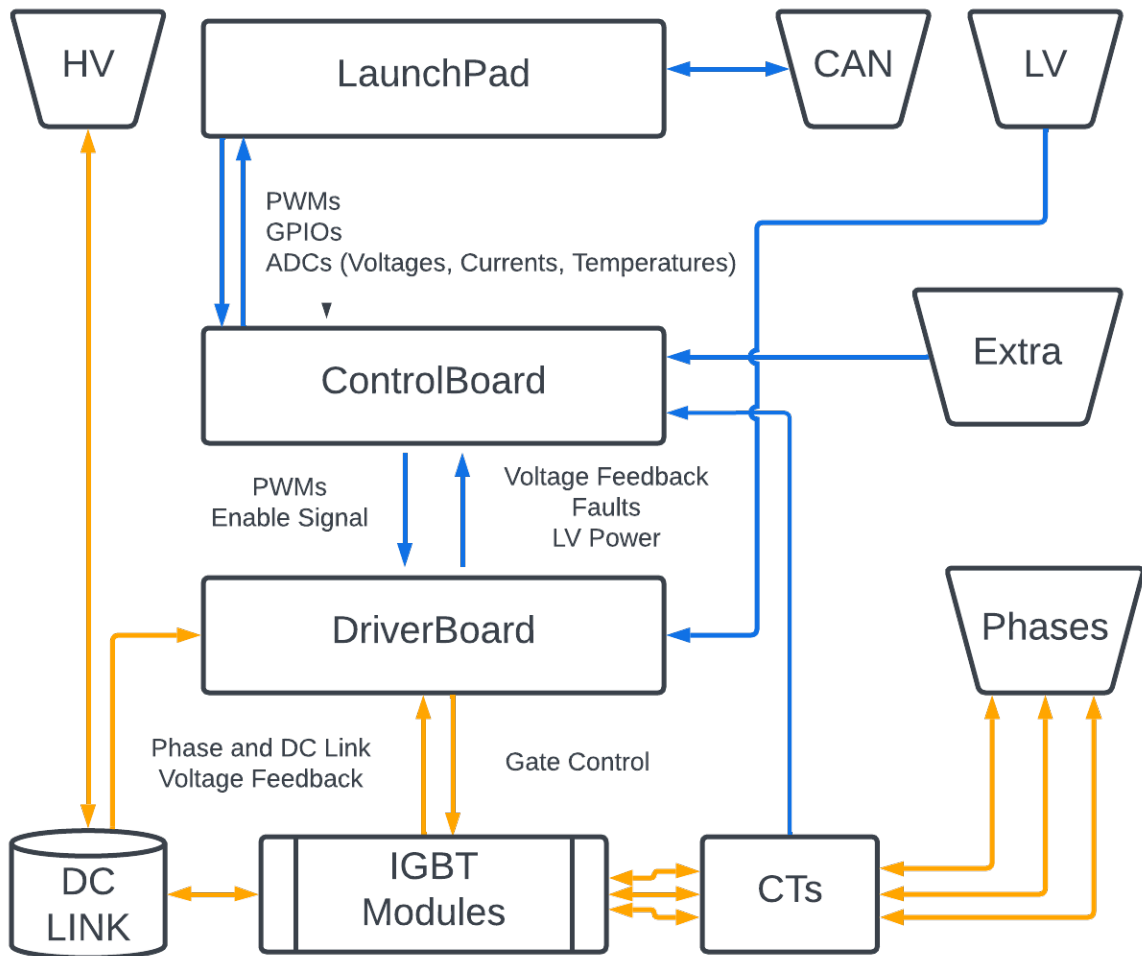 HV
LaunchPad
CAN
LV
PWMs
GPIOs
ADCs (Voltages, Currents, Temperatures)
ControlBoard
Extra
PWMs
Enable Signal
Voltage Feedback
Faults
LV Power
DriverBoard
Phases
Phase and DC Link
Voltage Feedback
Gate Control
DC
LINK
IGBT
Modules
CTs